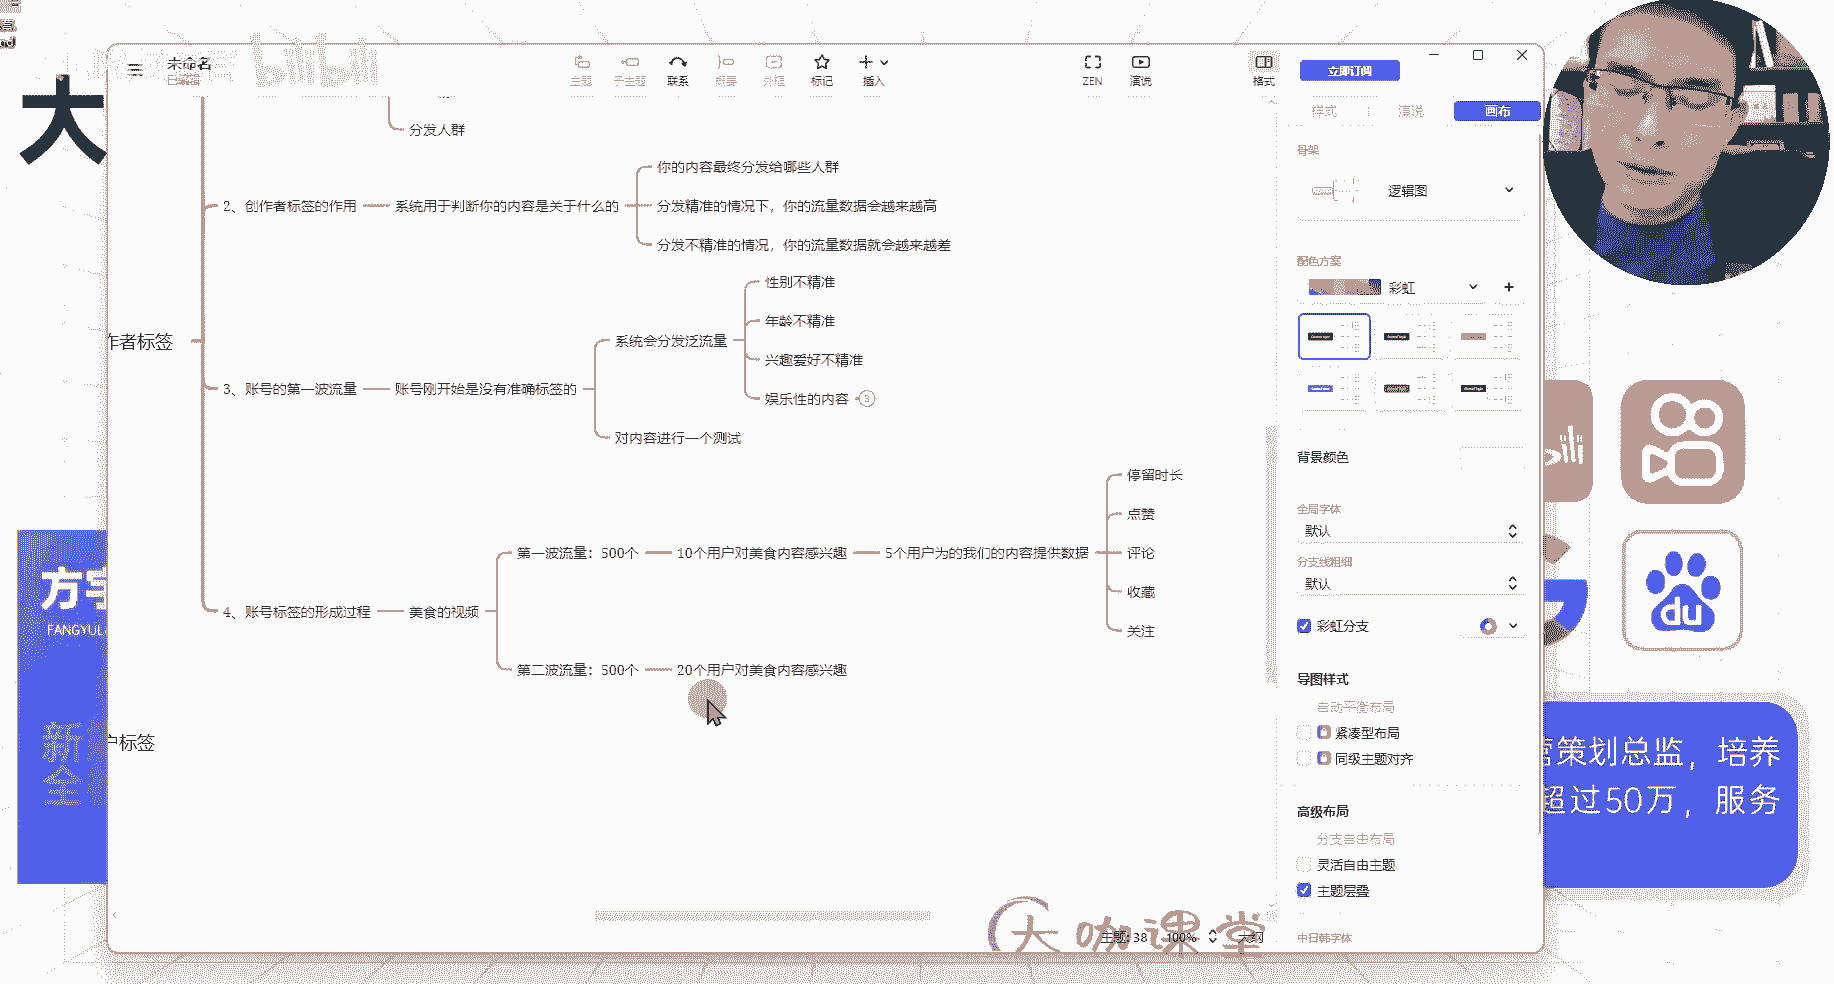 未命名
已编辑
bilibili
主题
子主题
联系
概要
外框
标记
插入
ZEN
演说
格式
立即订阅
样式
演说
画布
大
分发人群
2、创作者标签的作用
系统用于判断你的内容是关于什么的
你的内容最终分发给哪些人群
分发精准的情况下，你的流量数据会越来越高
分发不精准的情况，你的流量数据就会越来越差
作者标签
3、账号的第一波流量
账号刚开始是没有准确标签的
系统会分发泛流量
性别不精准
年龄不精准
兴趣爱好不精准
娱乐性的内容
3
对内容进行一个测试
4、账号标签的形成过程
美食的视频
第一波流量：500个
10个用户对美食内容感兴趣
5个用户为的我们的内容提供数据
停留时长
点赞
评论
收藏
关注
第二波流量：500个
20个用户对美食内容感兴趣
户标签
骨架
逻辑图
配色方案
彩虹
背景颜色
全局字体
默认
分支线粗细
默认
彩虹分支
导图样式
自动平衡布局
紧凑型布局
同级主题对齐
高级布局
分支自由布局
灵活自由主题
主题层叠
中日韩字体
主题: 38
100%
大纲
大咖课堂
方宇
FANGYUL
新
全
du
营策划总监，培养
超过50万，服务